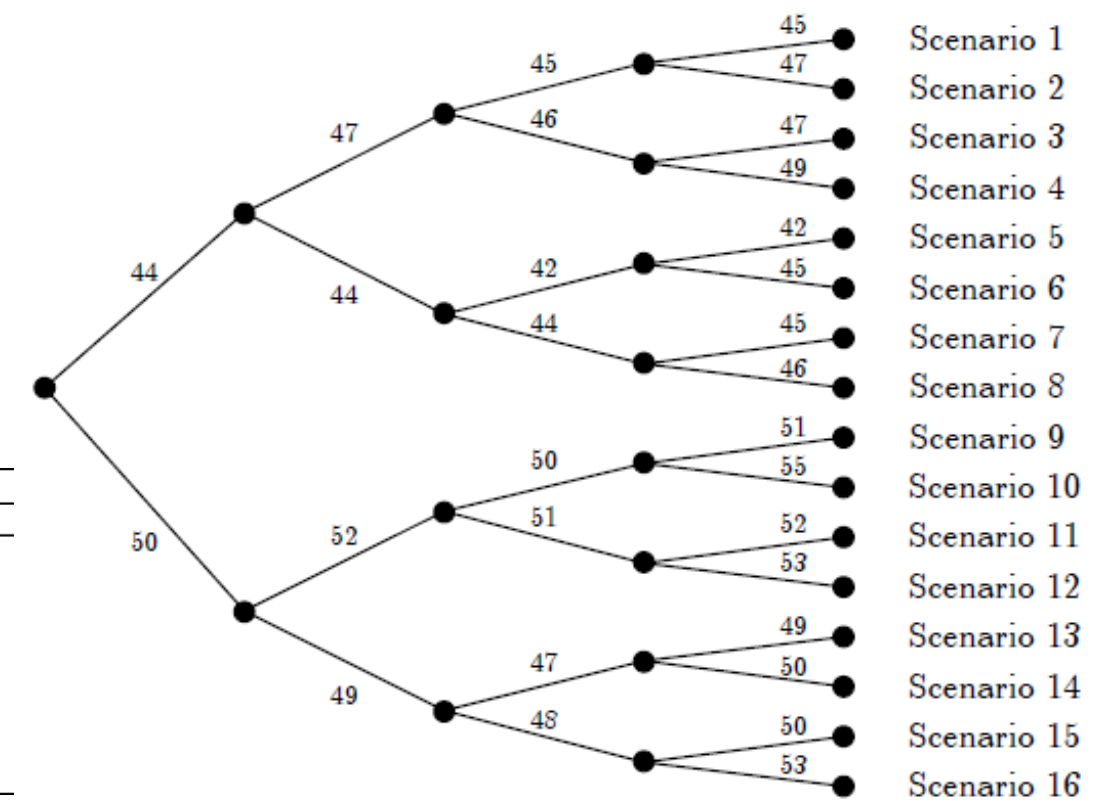 45 Scenario 1
45 47
Scenario 2
47 46 47 Scenario 3
49 Scenario 4
42 Scenario 5
44 42 45 Scenario 6
44 44 45 Scenario 7
46 Scenario 8
51 Scenario 9
50 55 Scenario 10
50 52 51 52 Scenario 11
53 Scenario 12
49 Scenario 13
47 50 Scenario 14
49 48 50 Scenario 15
53 Scenario 16